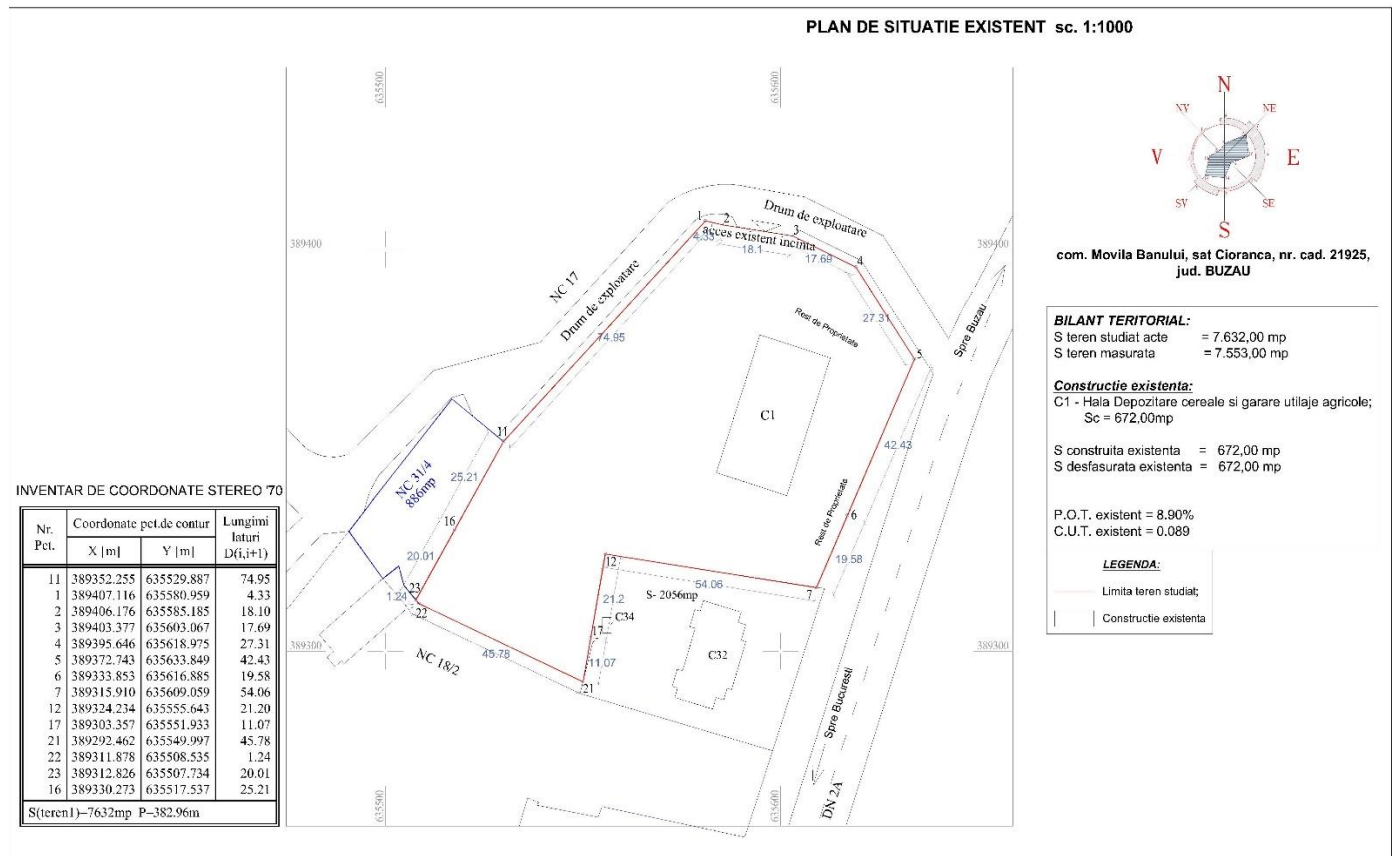 PLAN DE SITUATIE EXISTENT sc. 1:1000
635500
635600
N
NV
NE
V
E
SV
SE
S
com. Movila Banului, sat Cioranca, nr. cad. 21925,
jud. BUZAU
BILANT TERITORIAL:
S teren studiat acte = 7.632,00 mp
S teren masurata = 7.553,00 mp
Constructie existenta:
C1 - Hala Depozitare cereale si garare utilaje agricole;
Sc = 672,00mp
S construita existenta = 672,00 mp
S desfasurata existenta = 672,00 mp
P.O.T. existent = 8.90%
C.U.T. existent = 0.089
LEGENDA:
Limita teren studiat;
Constructie existenta
Drum de exploatare
1
2
3
4
4.33
acces existent incinta
18.1
17.69
389400
389400
NC 17
Drum de exploatare
74.95
27.31
Rest de Proprietate
5
Spre Buzau
C1
42.43
11
25.21
NC 31/4
886mp
16
Rest de Proprietate
6
20.01
19.58
12
54.06
7
23
1.24
22
21.2
S- 2056mp
C34
17
C32
11.07
45.78
21
NC 18/2
389300
389300
Spre Bucuresti
DN 2A
635500
635600
INVENTAR DE COORDONATE STEREO '70
Nr. Pct. Coordonate pct.de contur Lungimi laturi D(i,i+1)
X [m] Y [m]
11 389352.255 635529.887 74.95
1 389407.116 635580.959 4.33
2 389406.176 635585.185 18.10
3 389403.377 635603.067 17.69
4 389395.646 635618.975 27.31
5 389372.743 635633.849 42.43
6 389333.853 635616.885 19.58
7 389315.910 635609.059 54.06
12 389324.234 635555.643 21.20
17 389303.357 635551.933 11.07
21 389292.462 635549.997 45.78
22 389311.878 635508.535 1.24
23 389312.826 635507.734 20.01
16 389330.273 635517.537 25.21
S(teren1)=7632mp P=382.96m